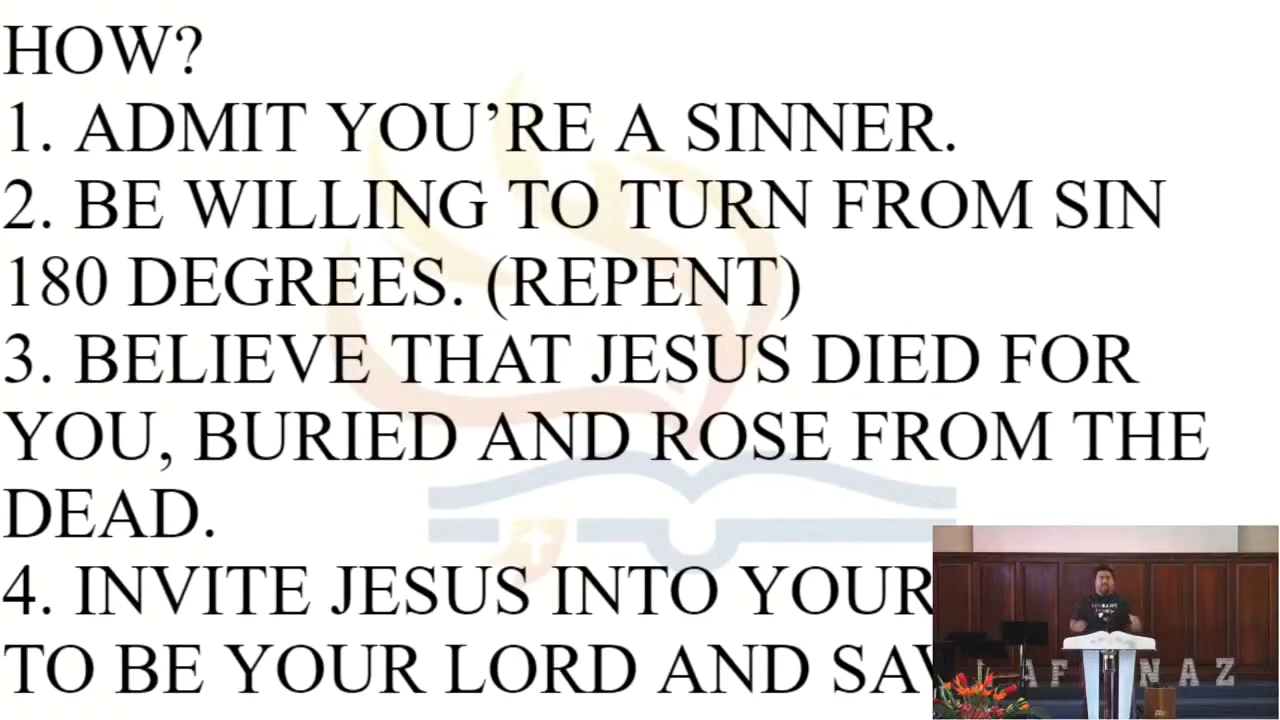 HOW?
1. ADMIT YOU’RE A SINNER.
2. BE WILLING TO TURN FROM SIN
180 DEGREES. (REPENT)
3. BELIEVE THAT JESUS DIED FOR
YOU, BURIED AND ROSE FROM THE
DEAD.
4. INVITE JESUS INTO YOUR
TO BE YOUR LORD AND
AF NAZ